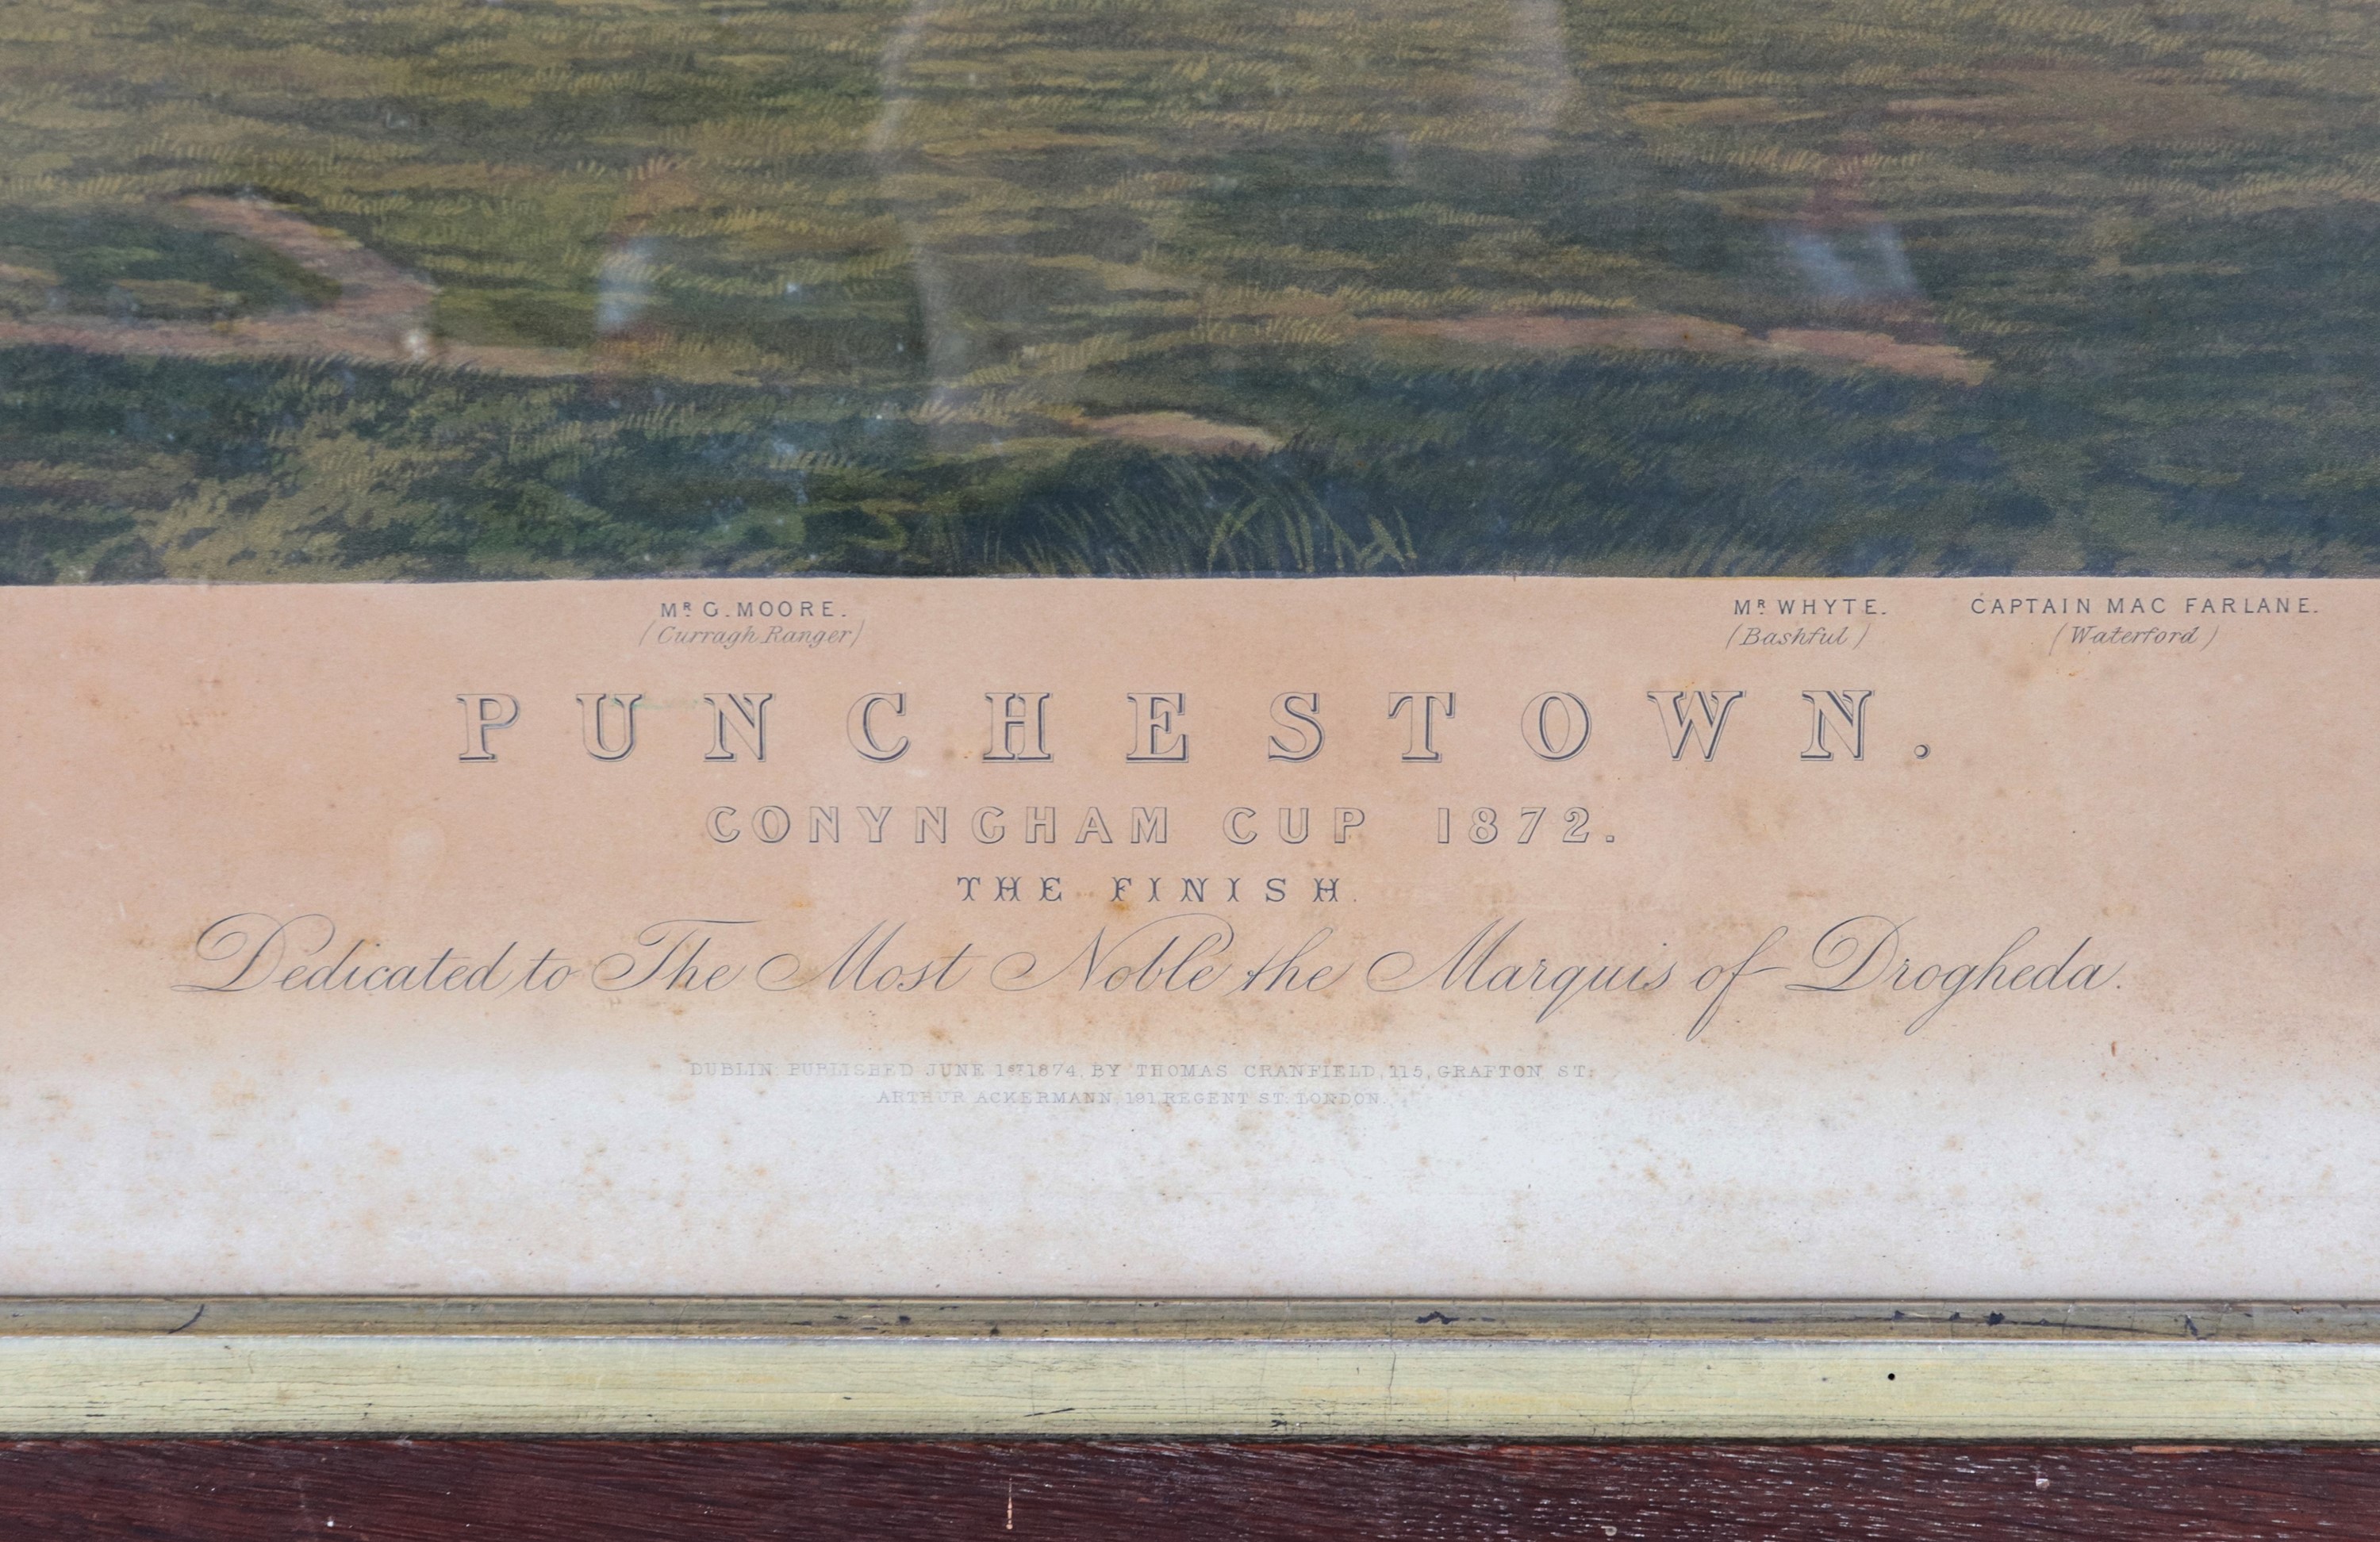 Mr G. MOORE. Mr WHYTE. CAPTAIN MAC FARLANE.
(Curragh Ranger) (Bashful) (Waterford)
PUNCHESTOWN.
CONYNGHAM CUP 1872.
THE FINISH.
Dedicated to The Most Noble the Marquis of Drogheda.
DUBLIN PUBLISHED JUNE 1st 1874, BY THOMAS CRANFIELD, 115, GRAFTON ST.
ARTHUR ACKERMANN, 191 REGENT ST. LONDON.